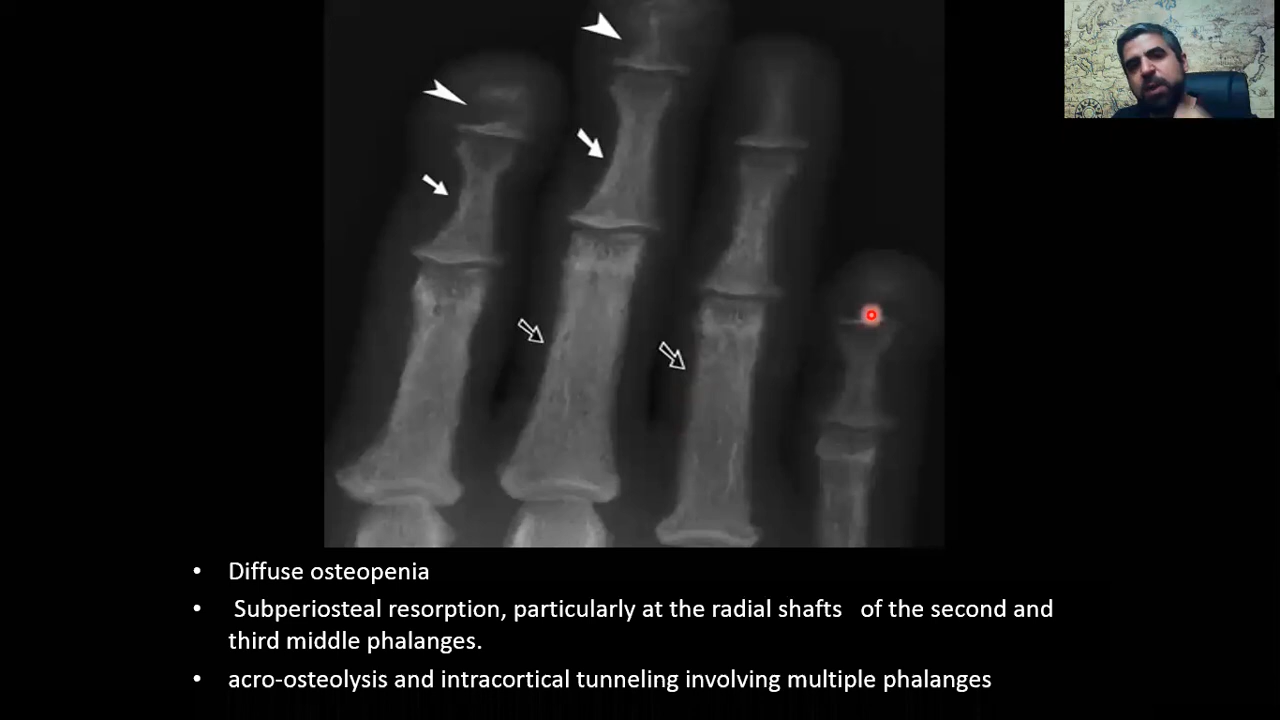 • Diffuse osteopenia
• Subperiosteal resorption, particularly at the radial shafts of the second and
third middle phalanges.
• acro-osteolysis and intracortical tunneling involving multiple phalanges